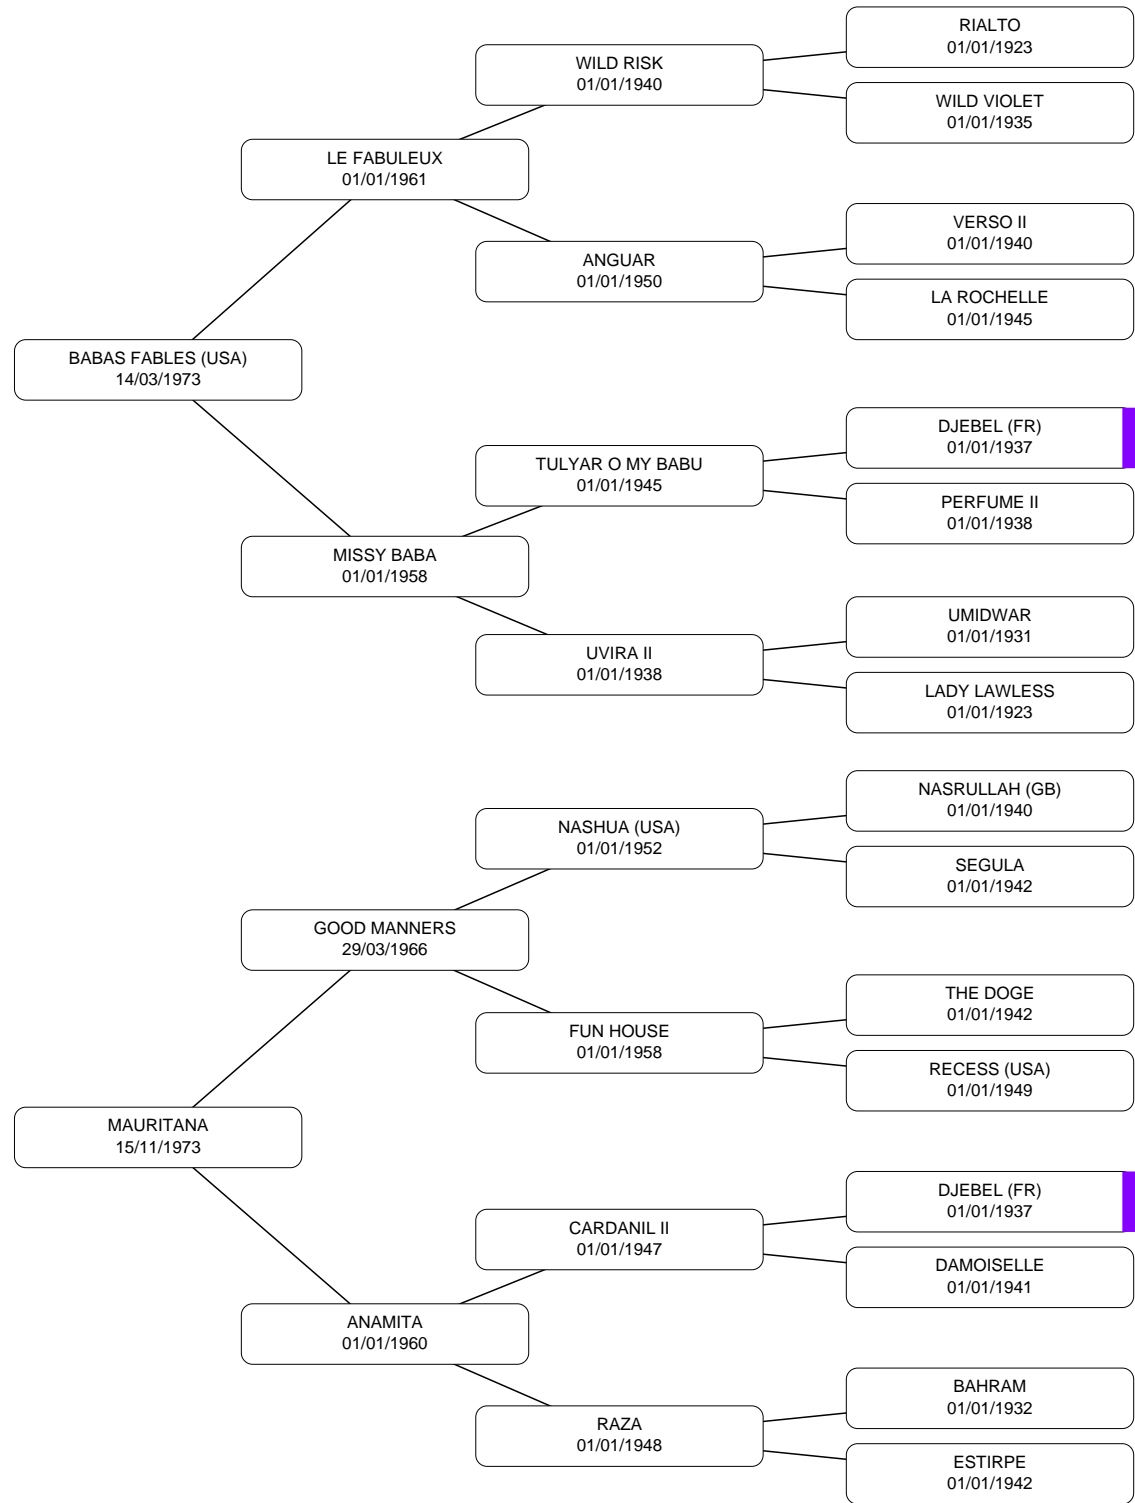 RIALTO
01/01/1923
WILD RISK
01/01/1940
WILD VIOLET
01/01/1935
LE FABULEUX
01/01/1961
VERSO II
01/01/1940
ANGUAR
01/01/1950
LA ROCHELLE
01/01/1945
BABAS FABLES (USA)
14/03/1973
DJEBEL (FR)
01/01/1937
TULYAR O MY BABU
01/01/1945
PERFUME II
01/01/1938
MISSY BABA
01/01/1958
UMIDWAR
01/01/1931
UVIRA II
01/01/1938
LADY LAWLESS
01/01/1923
NASRULLAH (GB)
01/01/1940
NASHUA (USA)
01/01/1952
SEGULA
01/01/1942
GOOD MANNERS
29/03/1966
THE DOGE
01/01/1942
FUN HOUSE
01/01/1958
RECESS (USA)
01/01/1949
MAURITANA
15/11/1973
DJEBEL (FR)
01/01/1937
CARDANIL II
01/01/1947
DAMOISELLE
01/01/1941
ANAMITA
01/01/1960
BAHRAM
01/01/1932
RAZA
01/01/1948
ESTIRPE
01/01/1942